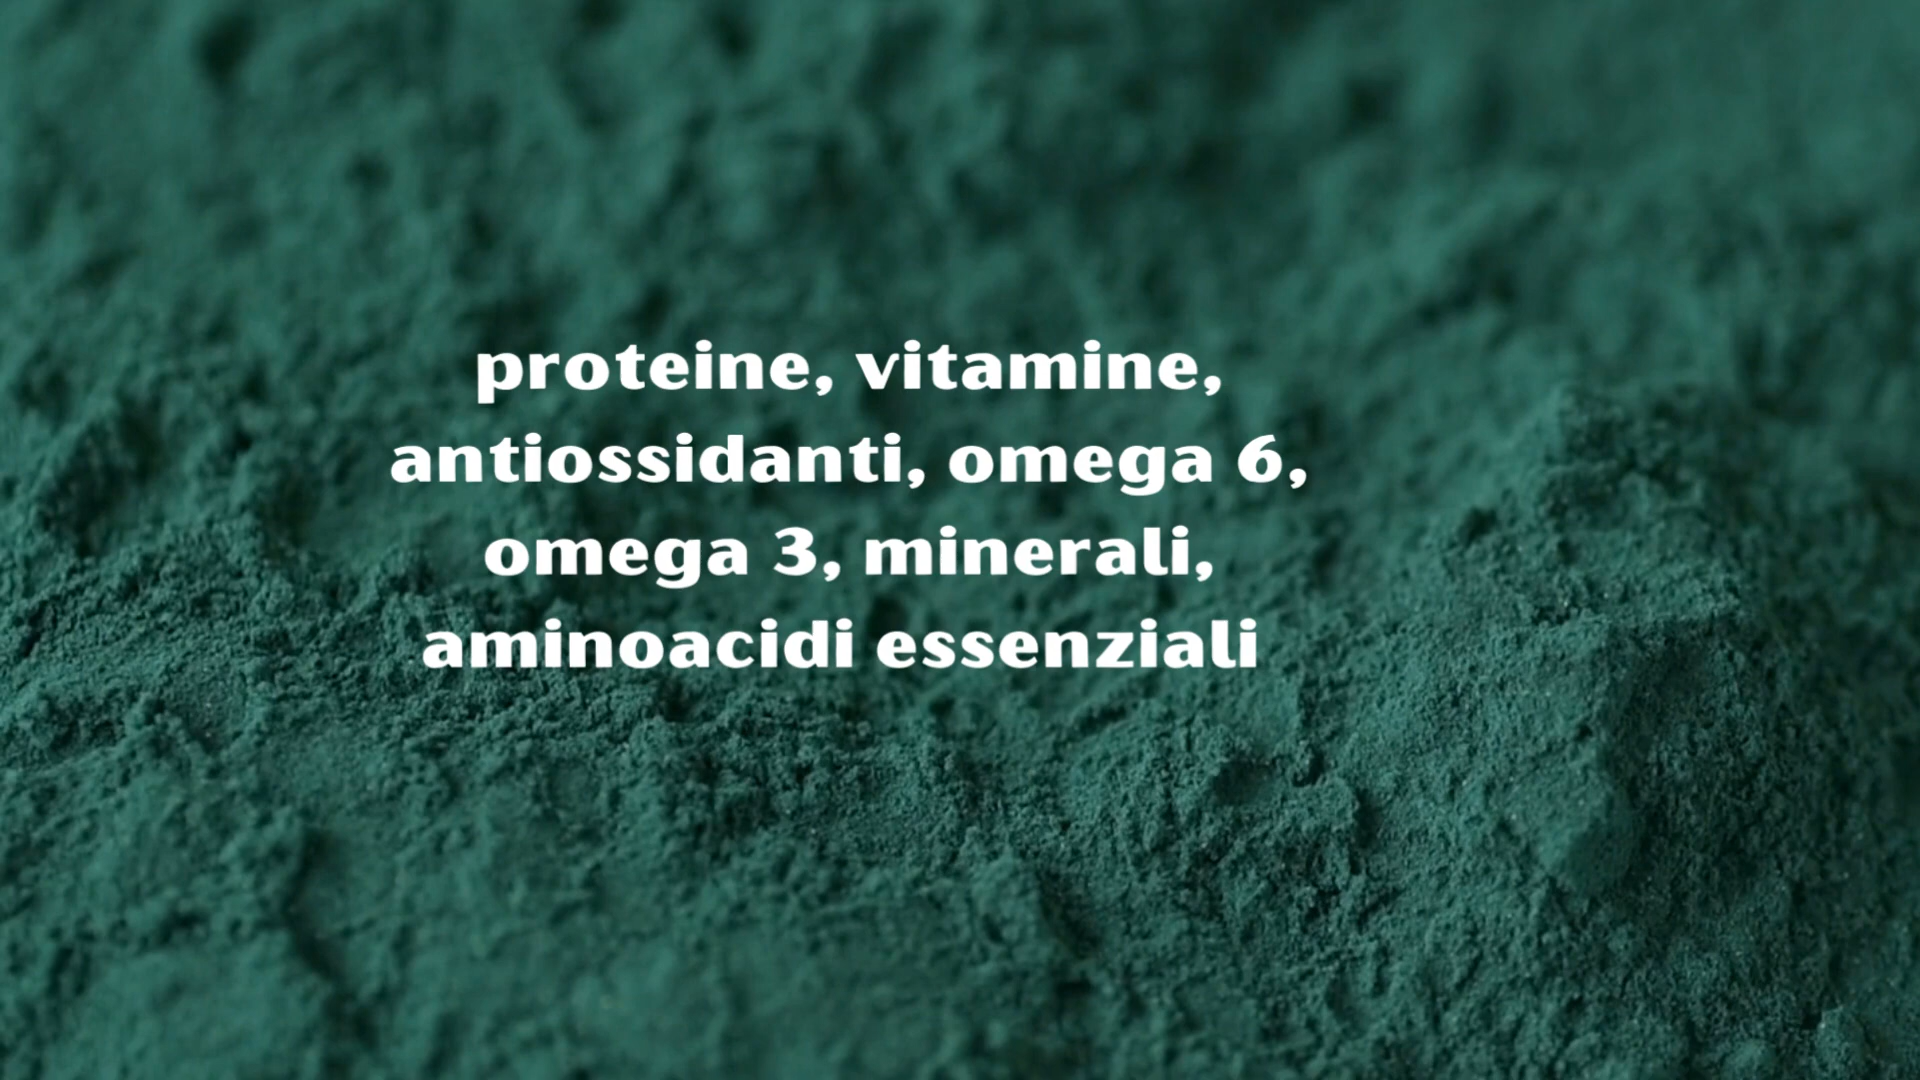 proteine, vitamine,
antiossidanti, omega 6,
omega 3, minerali,
aminoacidi essenziali